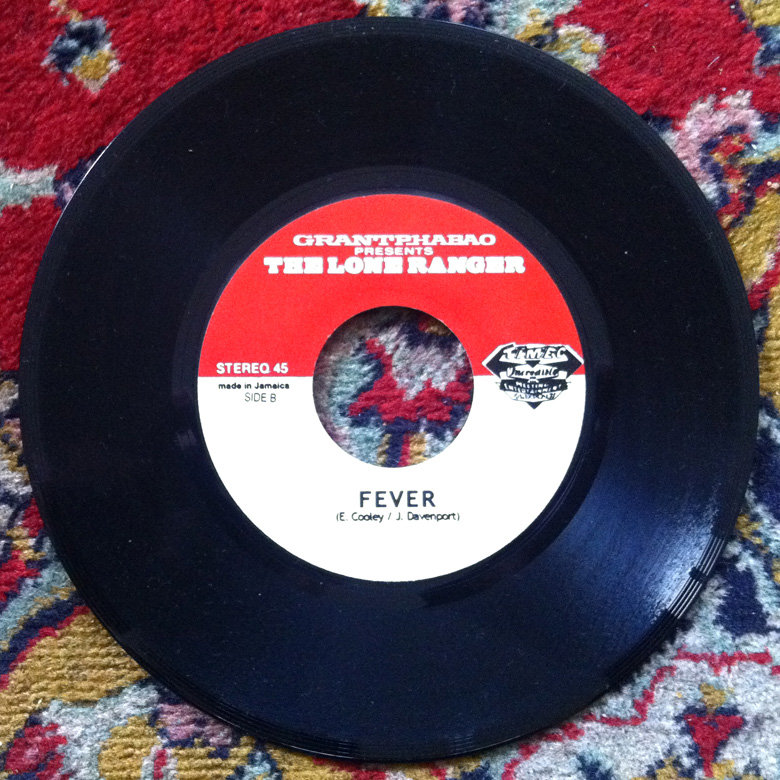 GRANT PHABAO
PRESENTS
THE LONE RANGER
STEREO 45
made in Jamaica
SIDE B
FEVER
(E. Cooley / J. Davenport)